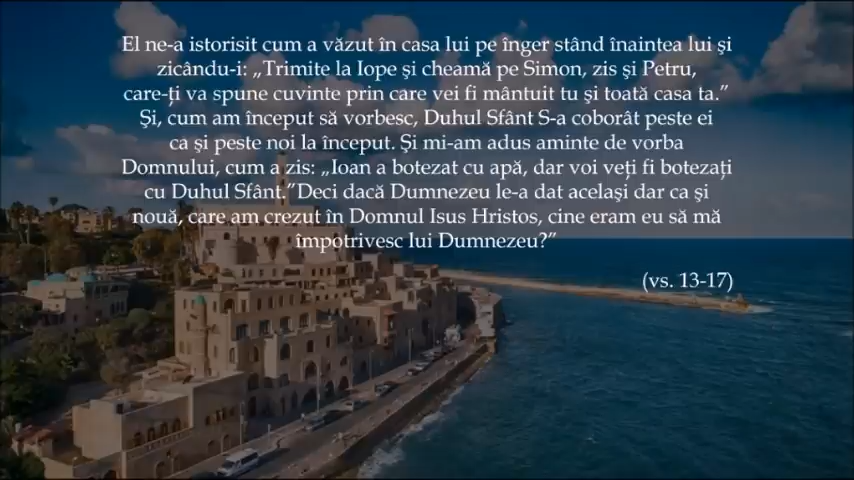 El ne-a istorisit cum a văzut în casa lui pe înger stând înaintea lui şi
zicându-i: „Trimite la Iope şi cheamă pe Simon, zis şi Petru,
care-ţi va spune cuvinte prin care vei fi mântuit tu şi toată casa ta.”
Şi, cum am început să vorbesc, Duhul Sfânt S-a coborât peste ei
ca şi peste noi la început. Şi mi-am adus aminte de vorba
Domnului, cum a zis: „Ioan a botezat cu apă, dar voi veţi fi botezaţi
cu Duhul Sfânt.”Deci dacă Dumnezeu le-a dat acelaşi dar ca şi
nouă, care am crezut în Domnul Isus Hristos, cine eram eu să mă
împotrivesc lui Dumnezeu?”
(vs. 13-17)